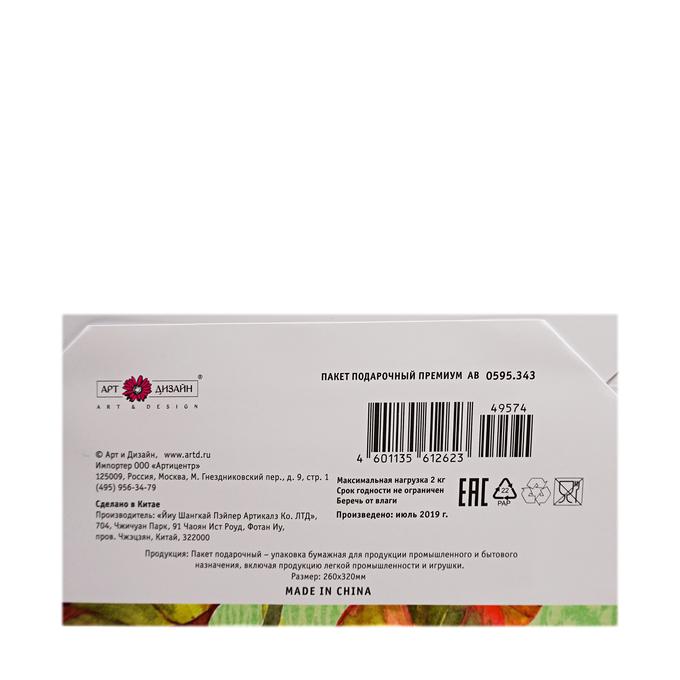 АРТ ДИЗАЙН ®
ART & DESIGN
ПАКЕТ ПОДАРОЧНЫЙ ПРЕМИУМ АВ 0595.343
49574
4 601135 612623
© Арт и Дизайн, www.artd.ru
Импортер ООО «Артицентр»
125009, Россия, Москва, М. Гнездниковский пер., д. 9, стр. 1
(495) 956-34-79
Максимальная нагрузка 2 кг
Срок годности не ограничен
Беречь от влаги
Произведено: июль 2019 г.
EAC
22
PAP
Сделано в Китае
Производитель: «Йиу Шангкай Пэйпер Артикалз Ко. ЛТД»,
704, Чжичуан Парк, 91 Чаоян Ист Роуд, Фотан Иу,
пров. Чжэцзян, Китай, 322000
Продукция: Пакет подарочный – упаковка бумажная для продукции промышленного и бытового
назначения, включая продукцию легкой промышленности и игрушки.
Размер: 260х320мм
MADE IN CHINA